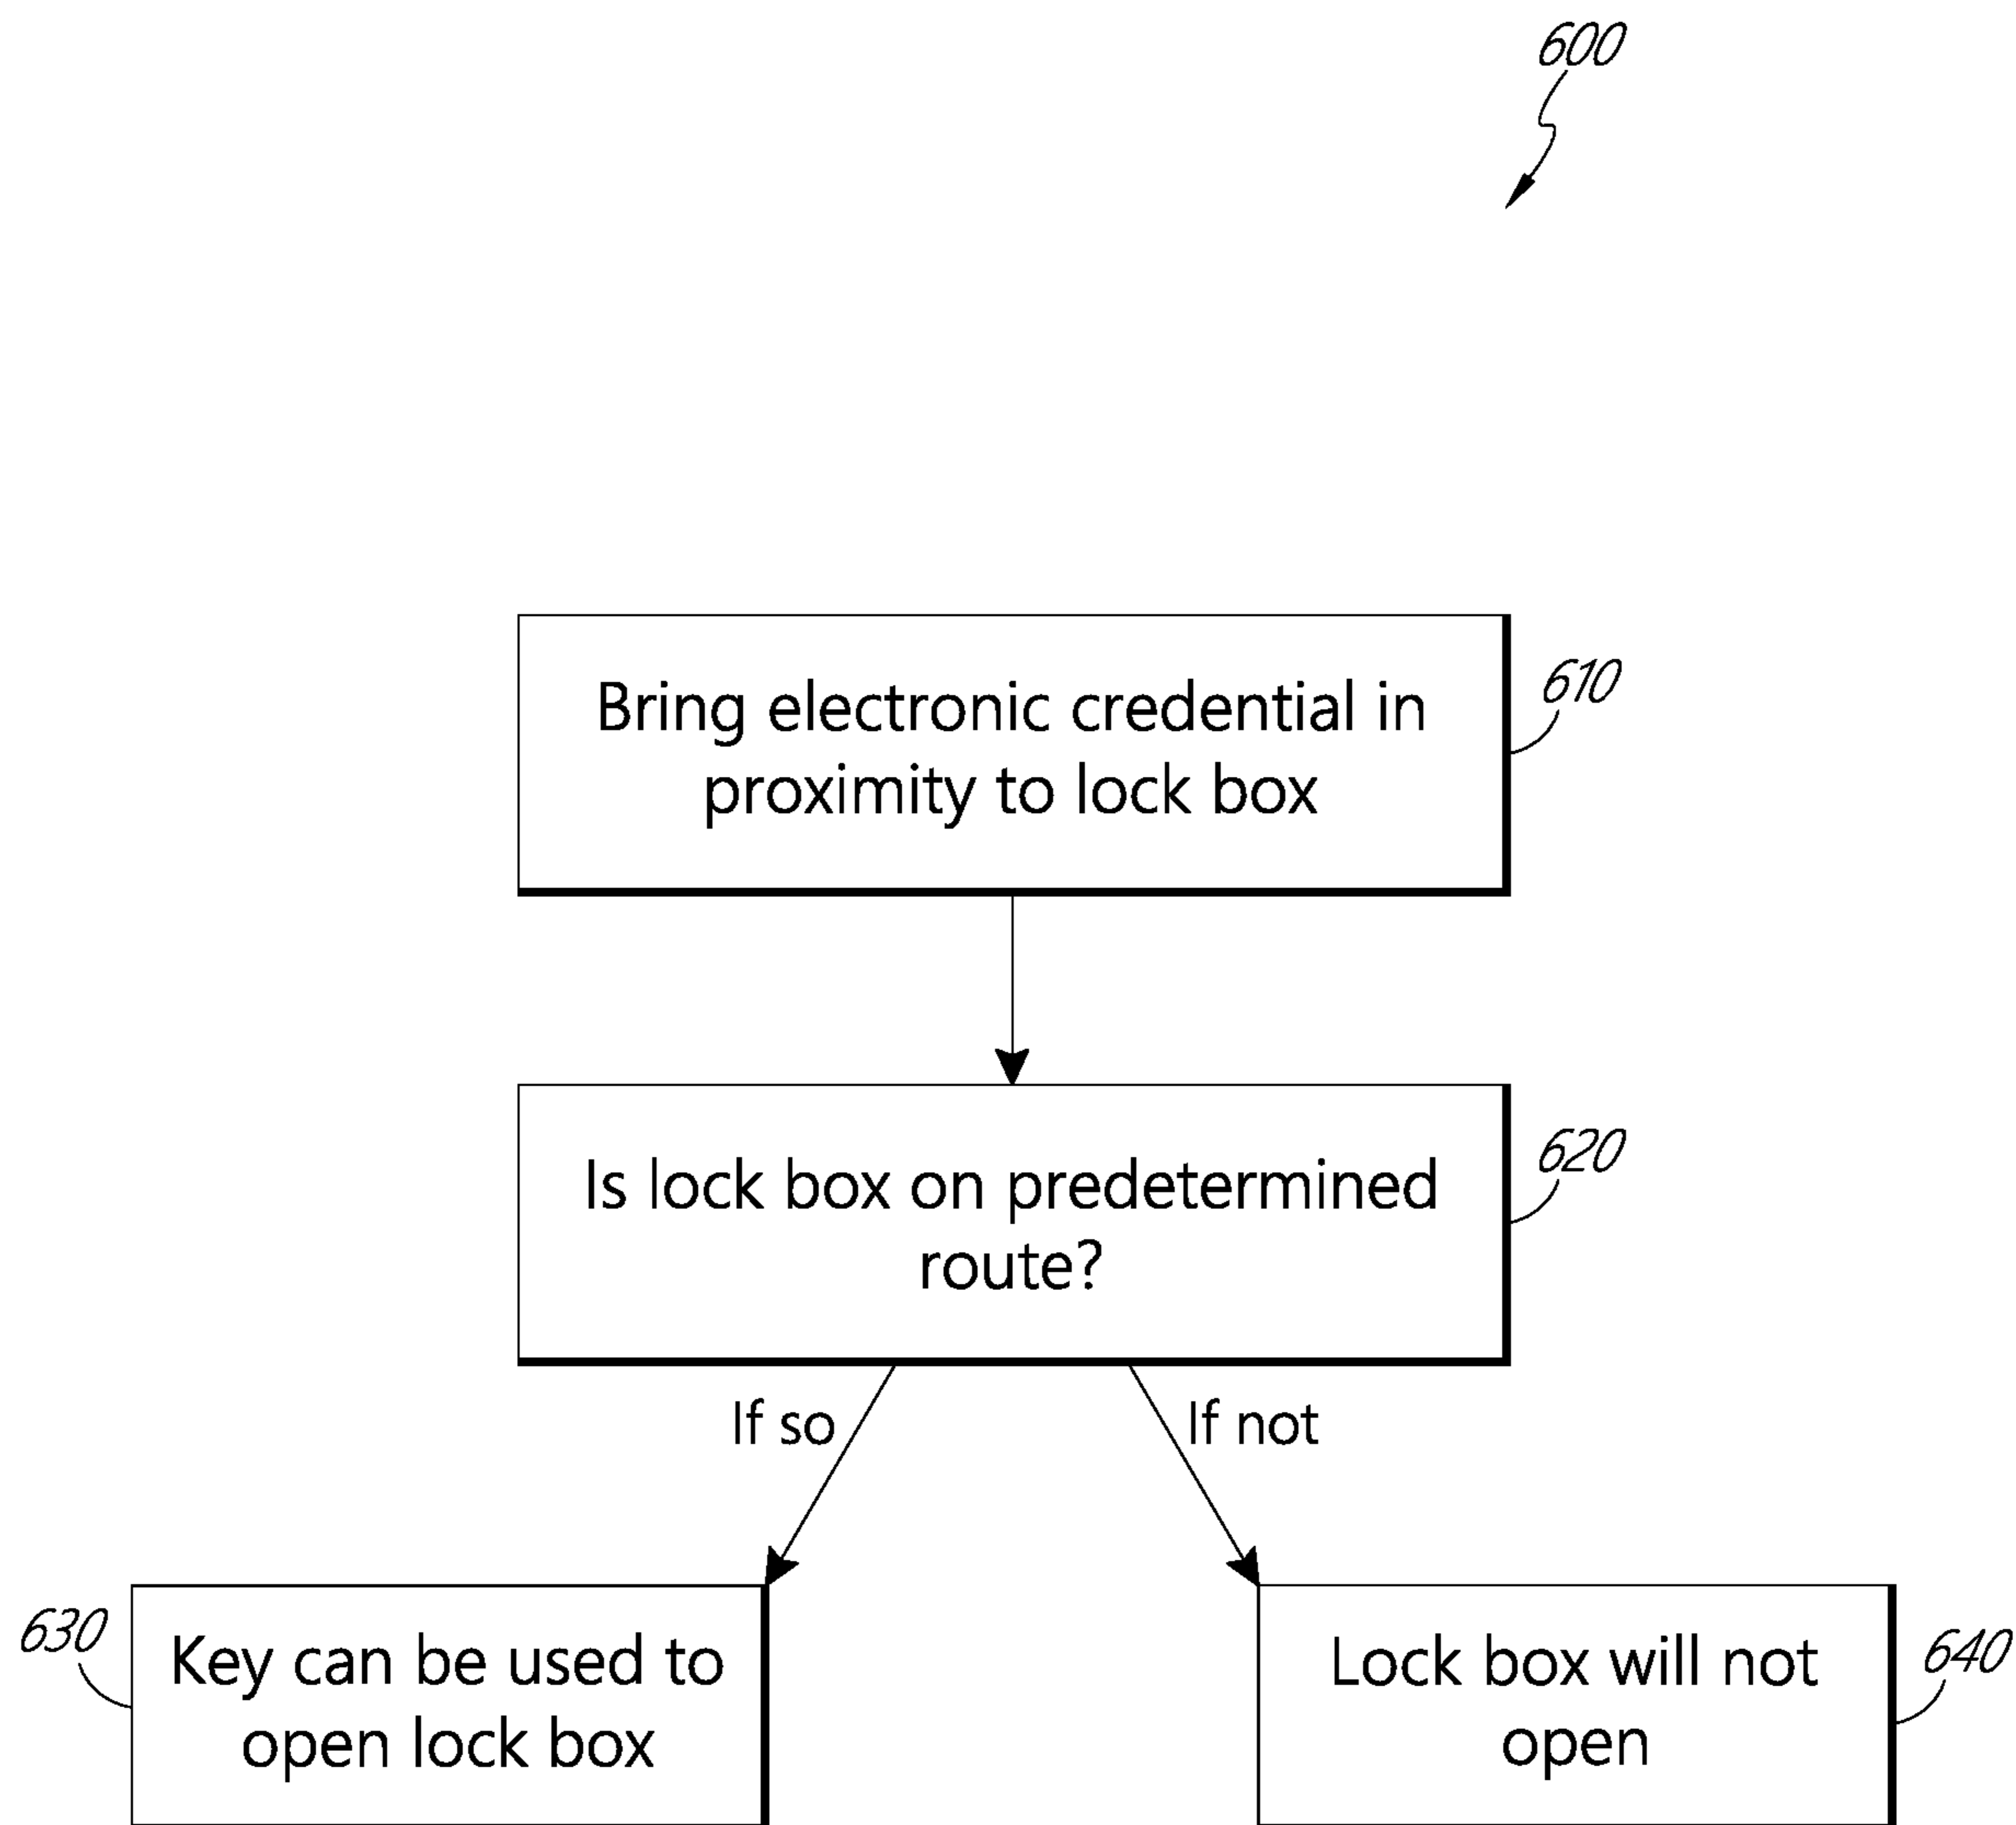 600
Bring electronic credential in
proximity to lock box
610
Is lock box on predetermined
route?
620
If so
If not
630
Key can be used to
open lock box
Lock box will not
open
640